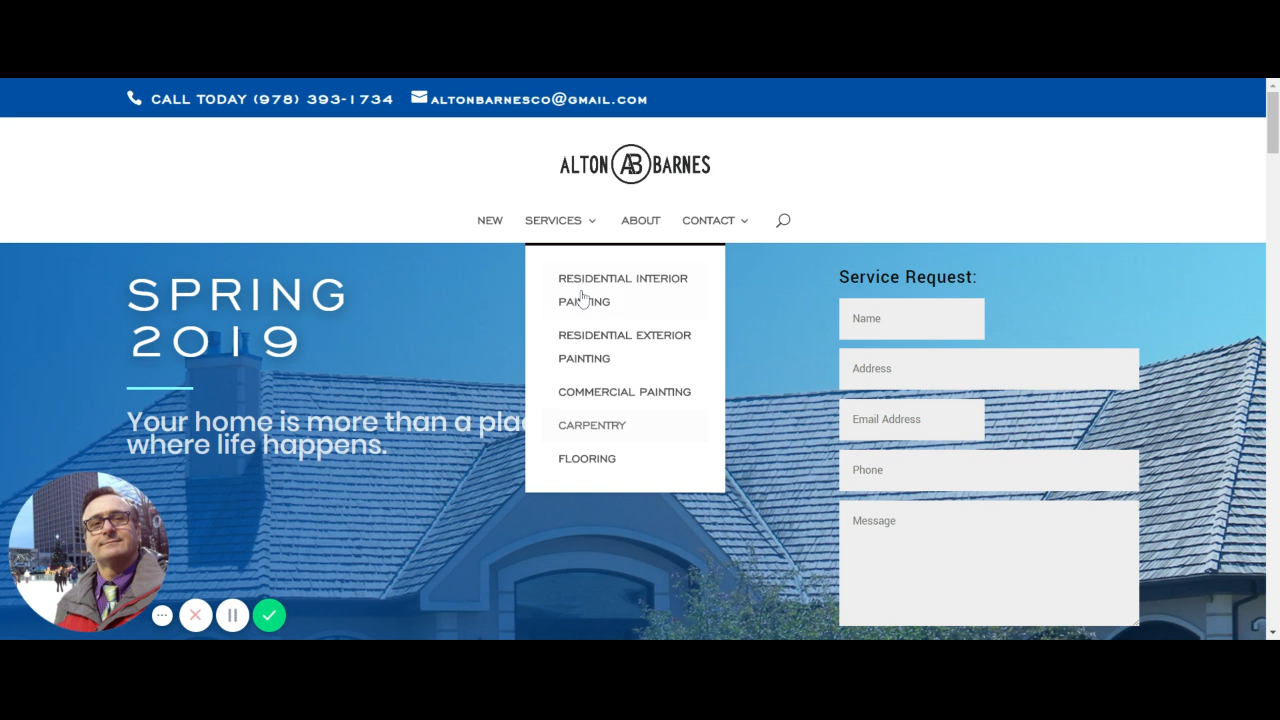 CALL TODAY (978) 393-1734 ALTONBARNESCO@GMAIL.COM
ALTON AB BARNES
NEW SERVICES ABOUT CONTACT
RESIDENTIAL INTERIOR
PAINTING
RESIDENTIAL EXTERIOR
PAINTING
COMMERCIAL PAINTING
CARPENTRY
FLOORING
SPRING
2019
Your home is more than a plac
where life happens.
Service Request:
Name
Address
Email Address
Phone
Message